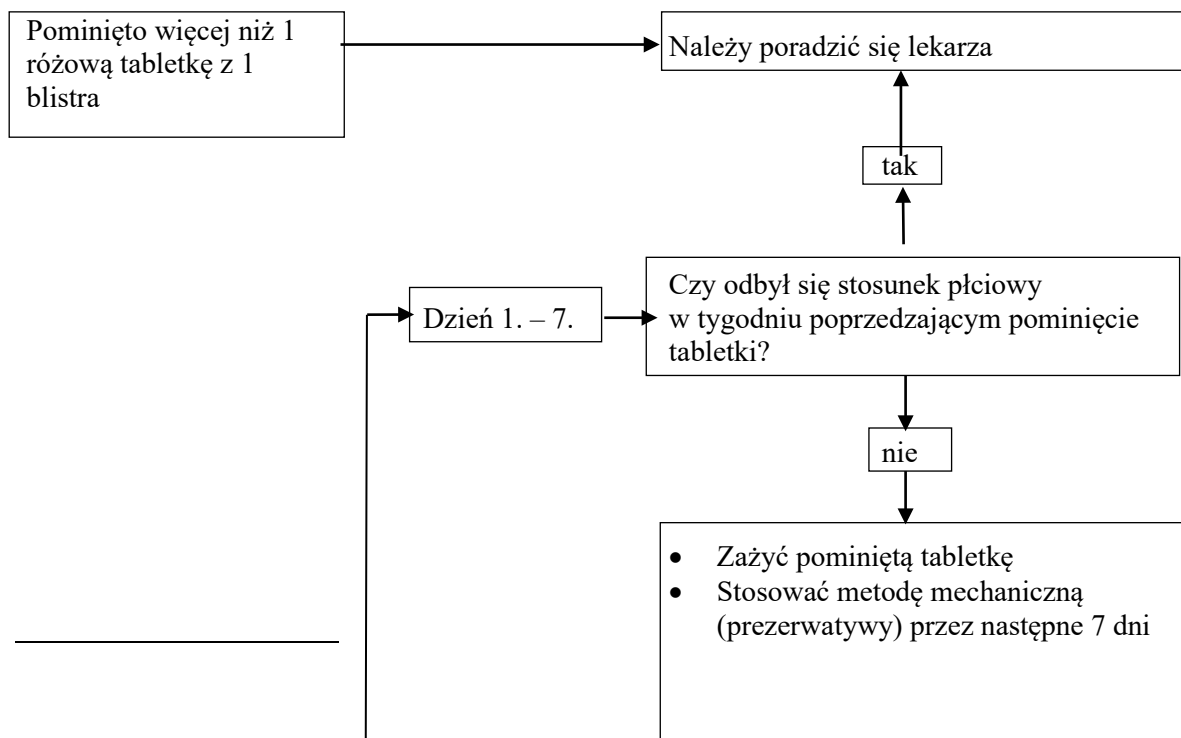 Pominięto więcej niż 1
różową tabletkę z 1
blistra
Należy poradzić się lekarza
tak
Czy odbył się stosunek płciowy
w tygodniu poprzedzającym pominięcie
tabletki?
Dzień 1. – 7.
nie
• Zażyć pominiętą tabletkę
• Stosować metodę mechaniczną
(prezerwatywy) przez następne 7 dni